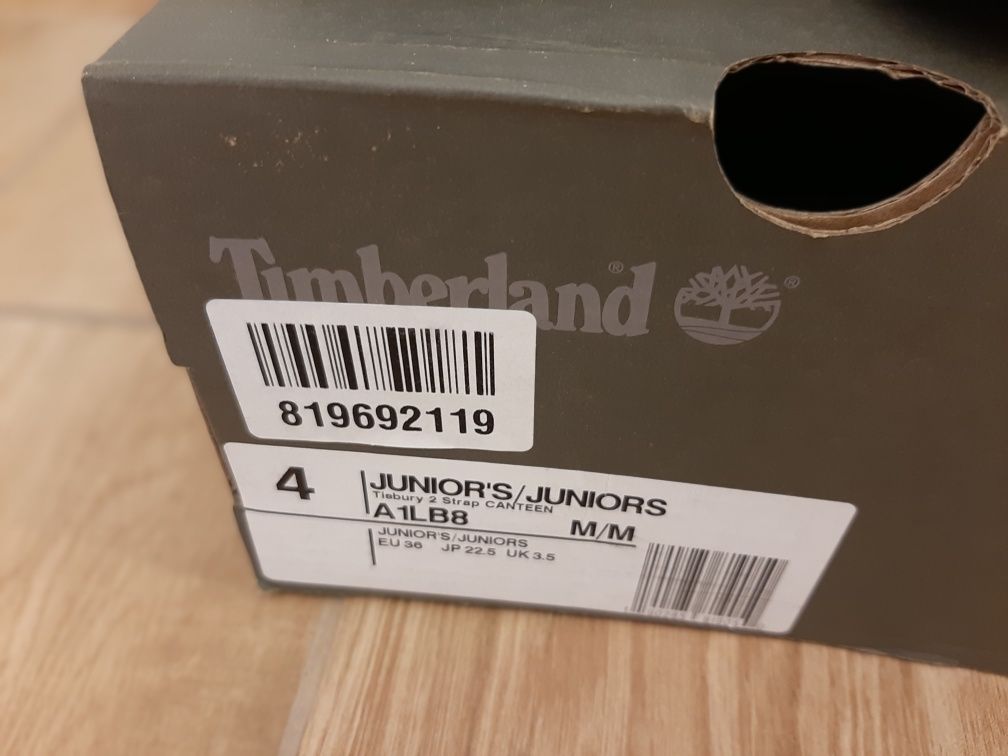 Timberland®
®
819692119
4
JUNIOR'S/JUNIORS
Tisbury 2 Strap CANTEEN
A1LB8 M/M
JUNIOR'S/JUNIORS
EU 36 JP 22.5 UK 3.5